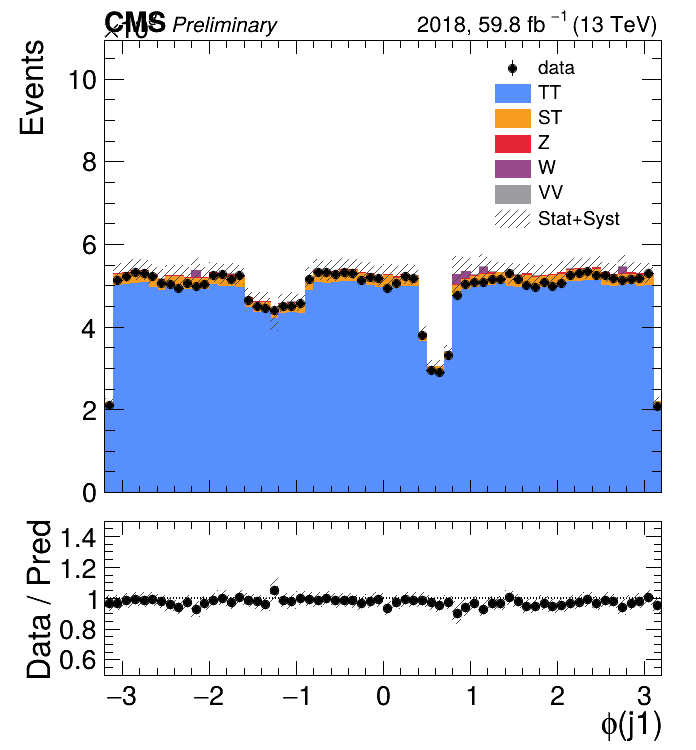 CMS Preliminary 2018, 59.8 fb⁻¹ (13 TeV)
Events
10
8
6
4
2
0
data
TT
ST
Z
W
VV
Stat+Syst
Data / Pred
1.4
1.2
1
0.8
0.6
−3 −2 −1 0 1 2 3
ϕ(j1)